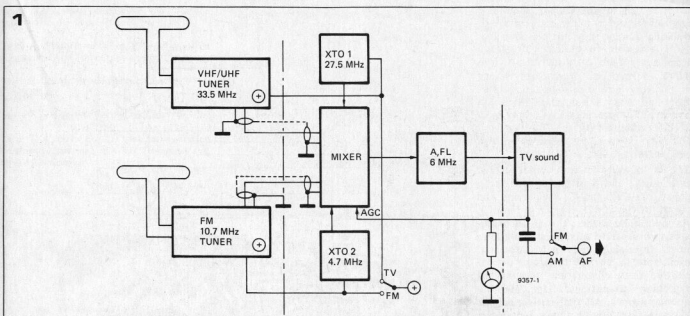 1
VHF/UHF
TUNER
33.5 MHz
+
XTO 1
27.5 MHz
MIXER
A,FL
6 MHz
TV sound
AGC
FM
10.7 MHz
TUNER
+
XTO 2
4.7 MHz
TV
FM
+
FM
AM
AF
9357-1